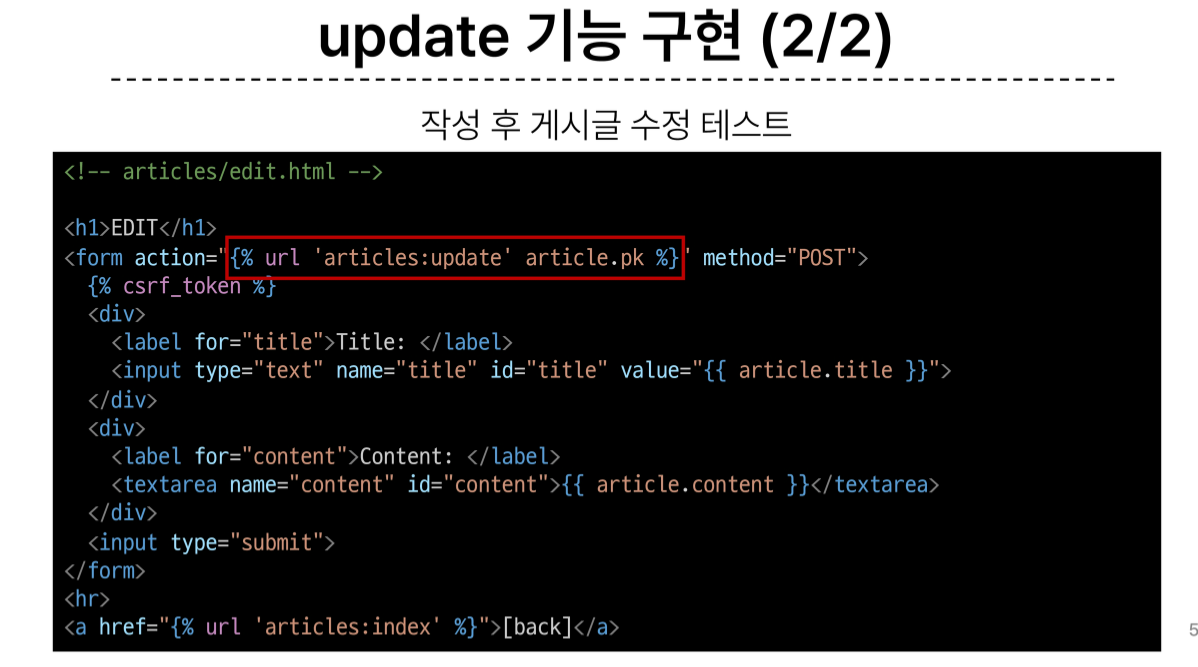 update 기능 구현 (2/2)
작성 후 게시글 수정 테스트
<!-- articles/edit.html -->
<h1>EDIT</h1>
<form action="{% url 'articles:update' article.pk %}" method="POST">
  {% csrf_token %}
  <div>
    <label for="title">Title: </label>
    <input type="text" name="title" id="title" value="{{ article.title }}">
  </div>
  <div>
    <label for="content">Content: </label>
    <textarea name="content" id="content">{{ article.content }}</textarea>
  </div>
  <input type="submit">
</form>
<hr>
<a href="{% url 'articles:index' %}">[back]</a>
5